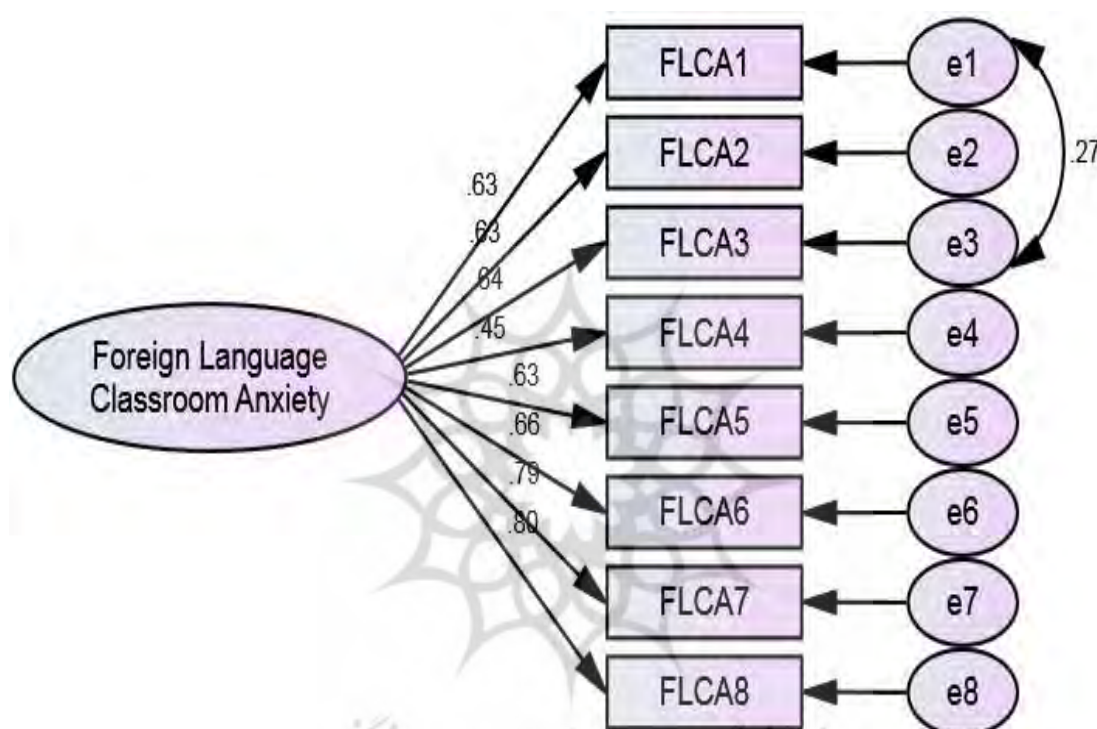 FLCA1
e1
FLCA2
e2
.27
.63
FLCA3
e3
.63
.64
FLCA4
e4
.45
Foreign Language
Classroom Anxiety
.63
FLCA5
e5
.66
.79
FLCA6
e6
.80
FLCA7
e7
FLCA8
e8